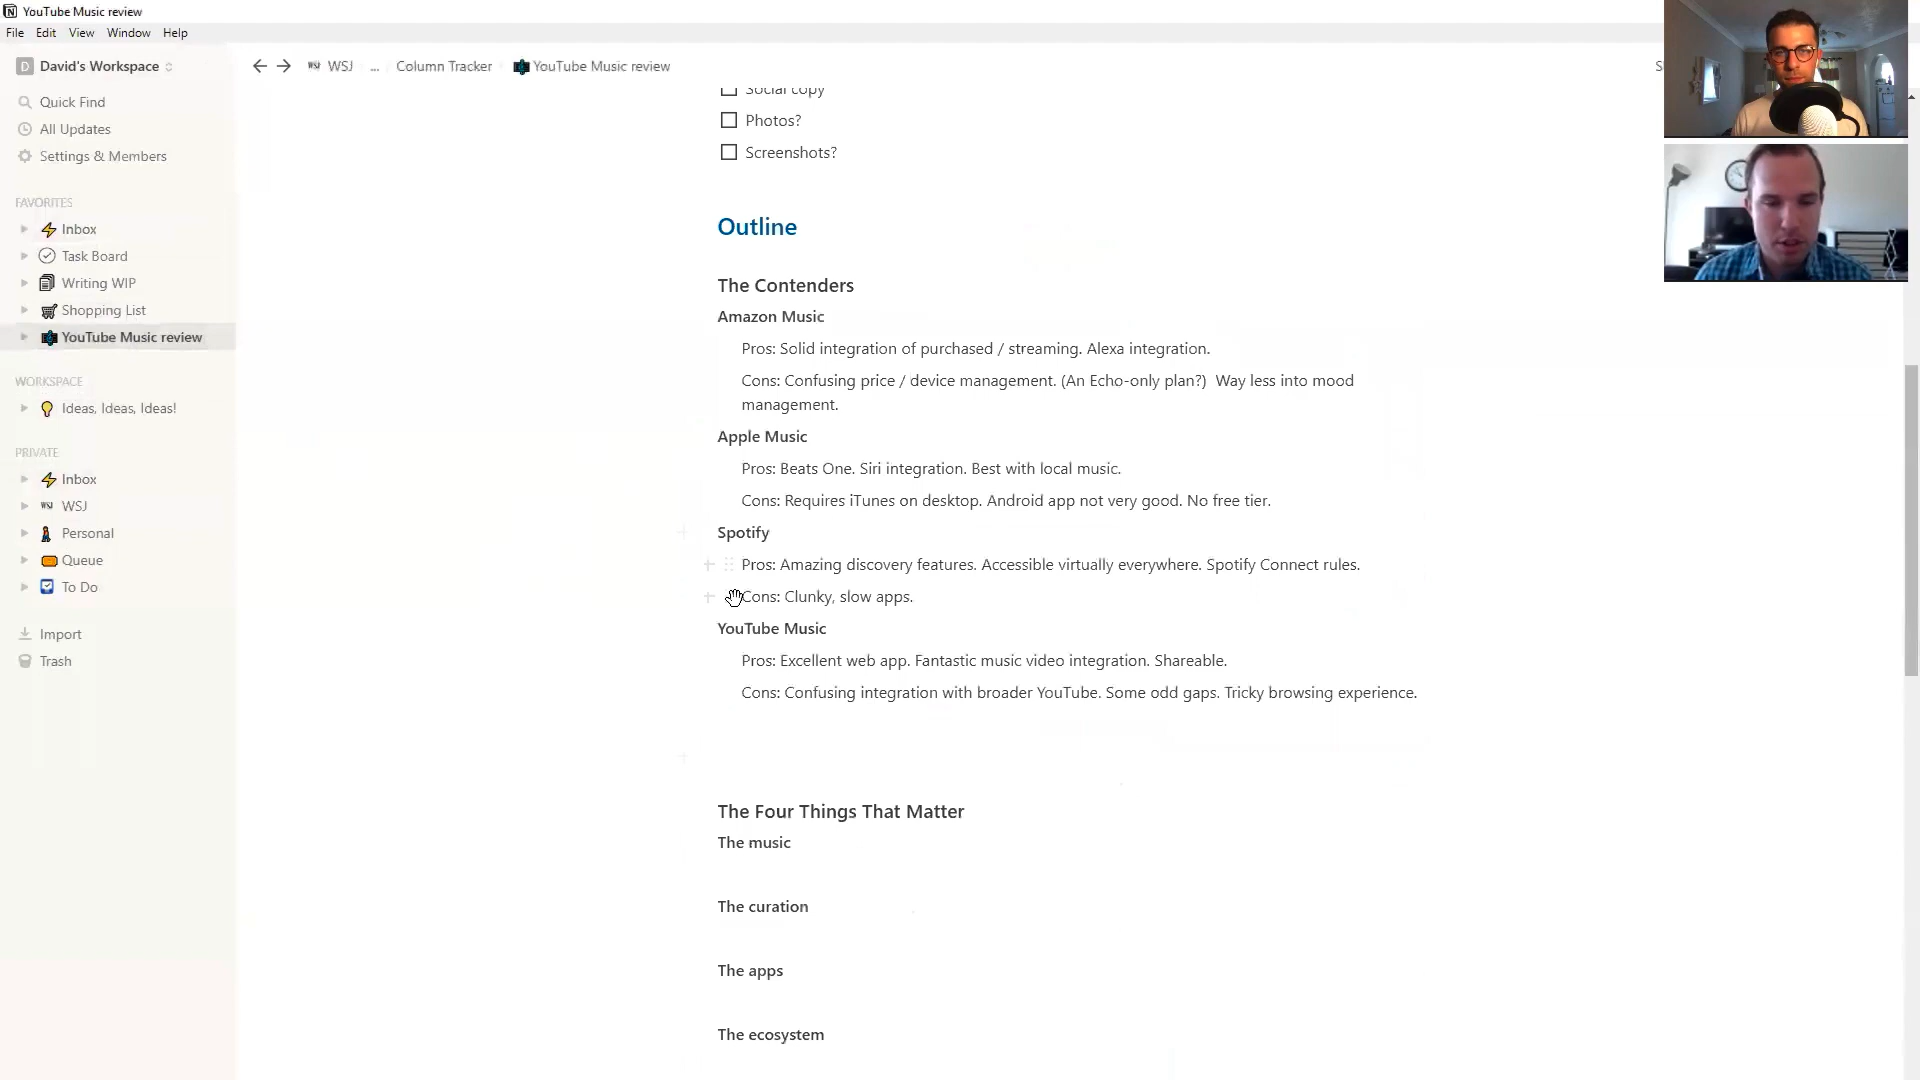 YouTube Music review
File Edit View Window Help
David's Workspace
WSJ ... Column Tracker YouTube Music review
Quick Find
All Updates
Settings & Members
FAVORITES
Inbox
Task Board
Writing WIP
Shopping List
YouTube Music review
WORKSPACE
Ideas, Ideas, Ideas!
PRIVATE
Inbox
WSJ
Personal
Queue
To Do
Import
Trash
Social copy
Photos?
Screenshots?
Outline
The Contenders
Amazon Music
Pros: Solid integration of purchased / streaming. Alexa integration.
Cons: Confusing price / device management. (An Echo-only plan?)  Way less into mood
management.
Apple Music
Pros: Beats One. Siri integration. Best with local music.
Cons: Requires iTunes on desktop. Android app not very good. No free tier.
Spotify
Pros: Amazing discovery features. Accessible virtually everywhere. Spotify Connect rules.
Cons: Clunky, slow apps.
YouTube Music
Pros: Excellent web app. Fantastic music video integration. Shareable.
Cons: Confusing integration with broader YouTube. Some odd gaps. Tricky browsing experience.
The Four Things That Matter
The music
The curation
The apps
The ecosystem